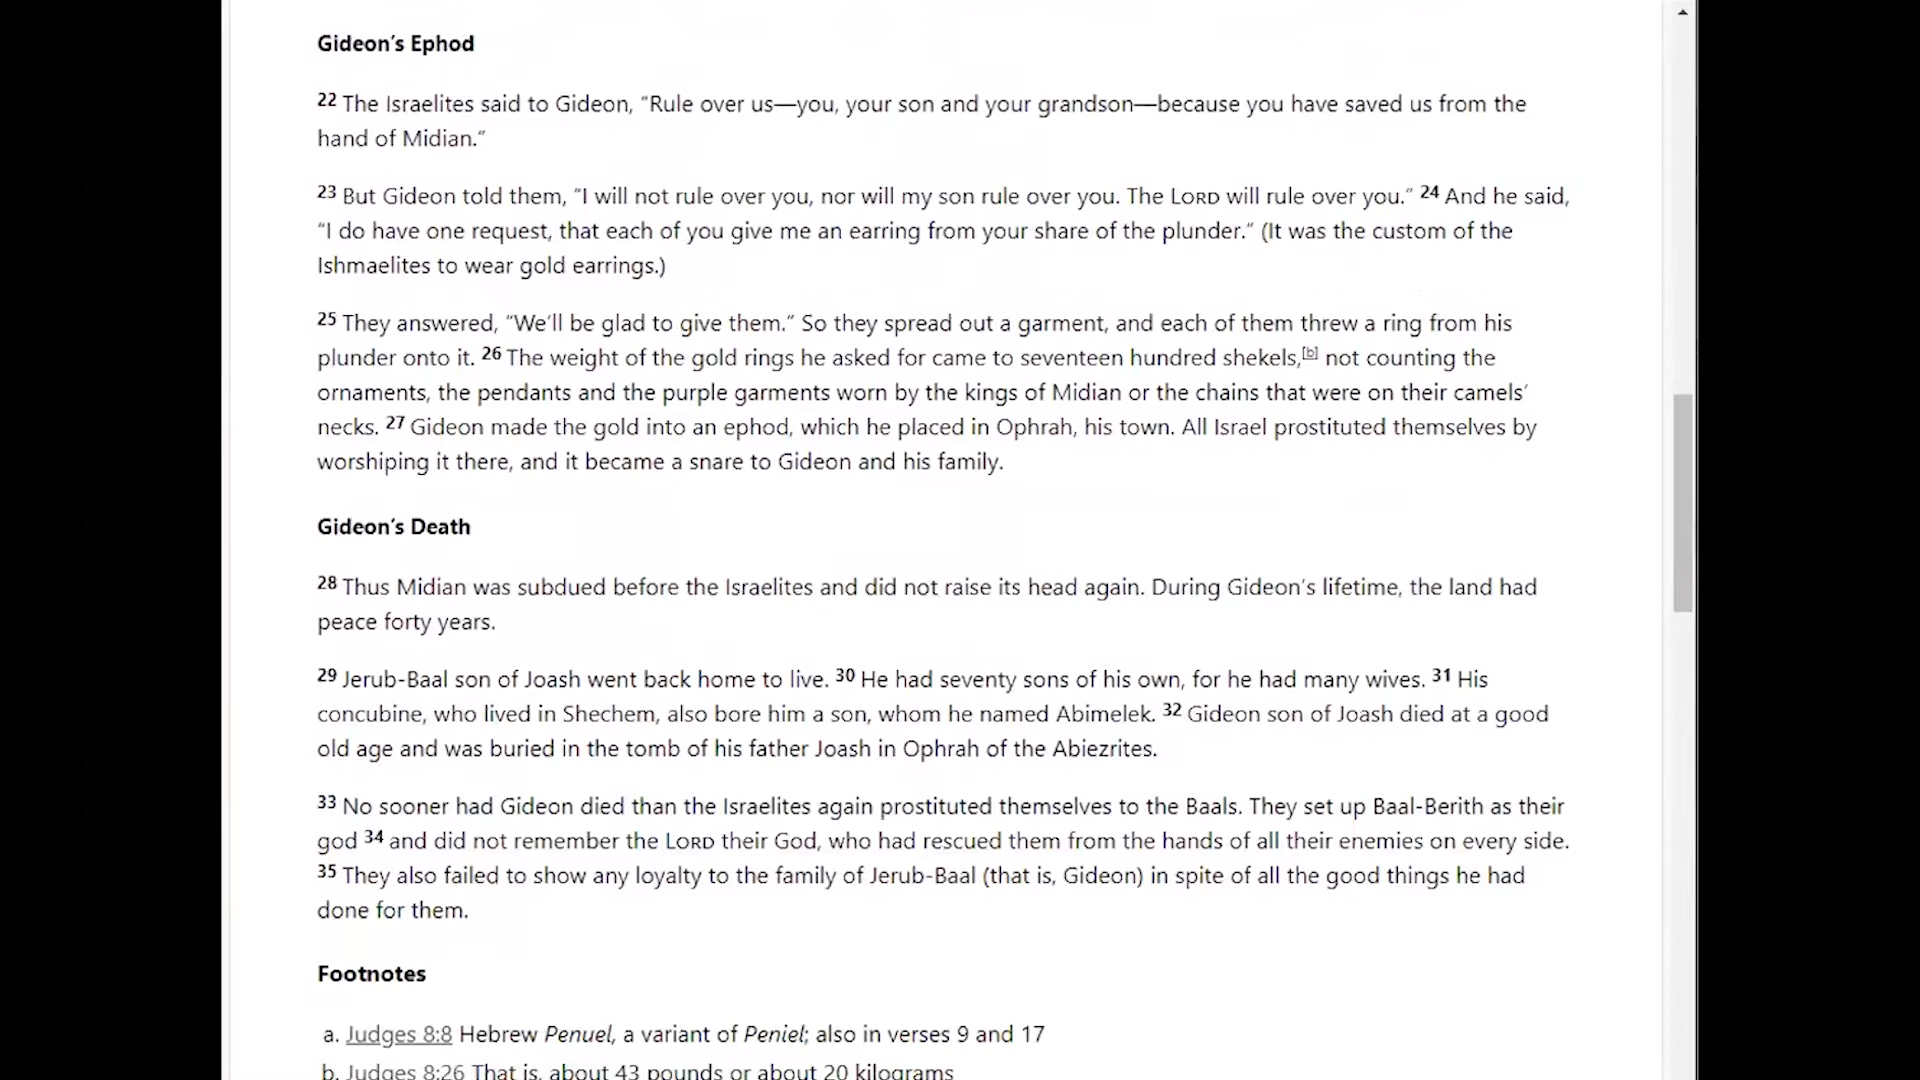 Gideon’s Ephod
22 The Israelites said to Gideon, “Rule over us—you, your son and your grandson—because you have saved us from the
hand of Midian.”
23 But Gideon told them, “I will not rule over you, nor will my son rule over you. The LORD will rule over you.” 24 And he said,
“I do have one request, that each of you give me an earring from your share of the plunder.” (It was the custom of the
Ishmaelites to wear gold earrings.)
25 They answered, “We’ll be glad to give them.” So they spread out a garment, and each of them threw a ring from his
plunder onto it. 26 The weight of the gold rings he asked for came to seventeen hundred shekels,[b] not counting the
ornaments, the pendants and the purple garments worn by the kings of Midian or the chains that were on their camels’
necks. 27 Gideon made the gold into an ephod, which he placed in Ophrah, his town. All Israel prostituted themselves by
worshiping it there, and it became a snare to Gideon and his family.
Gideon’s Death
28 Thus Midian was subdued before the Israelites and did not raise its head again. During Gideon’s lifetime, the land had
peace forty years.
29 Jerub-Baal son of Joash went back home to live. 30 He had seventy sons of his own, for he had many wives. 31 His
concubine, who lived in Shechem, also bore him a son, whom he named Abimelek. 32 Gideon son of Joash died at a good
old age and was buried in the tomb of his father Joash in Ophrah of the Abiezrites.
33 No sooner had Gideon died than the Israelites again prostituted themselves to the Baals. They set up Baal-Berith as their
god 34 and did not remember the LORD their God, who had rescued them from the hands of all their enemies on every side.
35 They also failed to show any loyalty to the family of Jerub-Baal (that is, Gideon) in spite of all the good things he had
done for them.
Footnotes
a. Judges 8:8 Hebrew Penuel, a variant of Peniel; also in verses 9 and 17
b. Judges 8:26 That is, about 43 pounds or about 20 kilograms